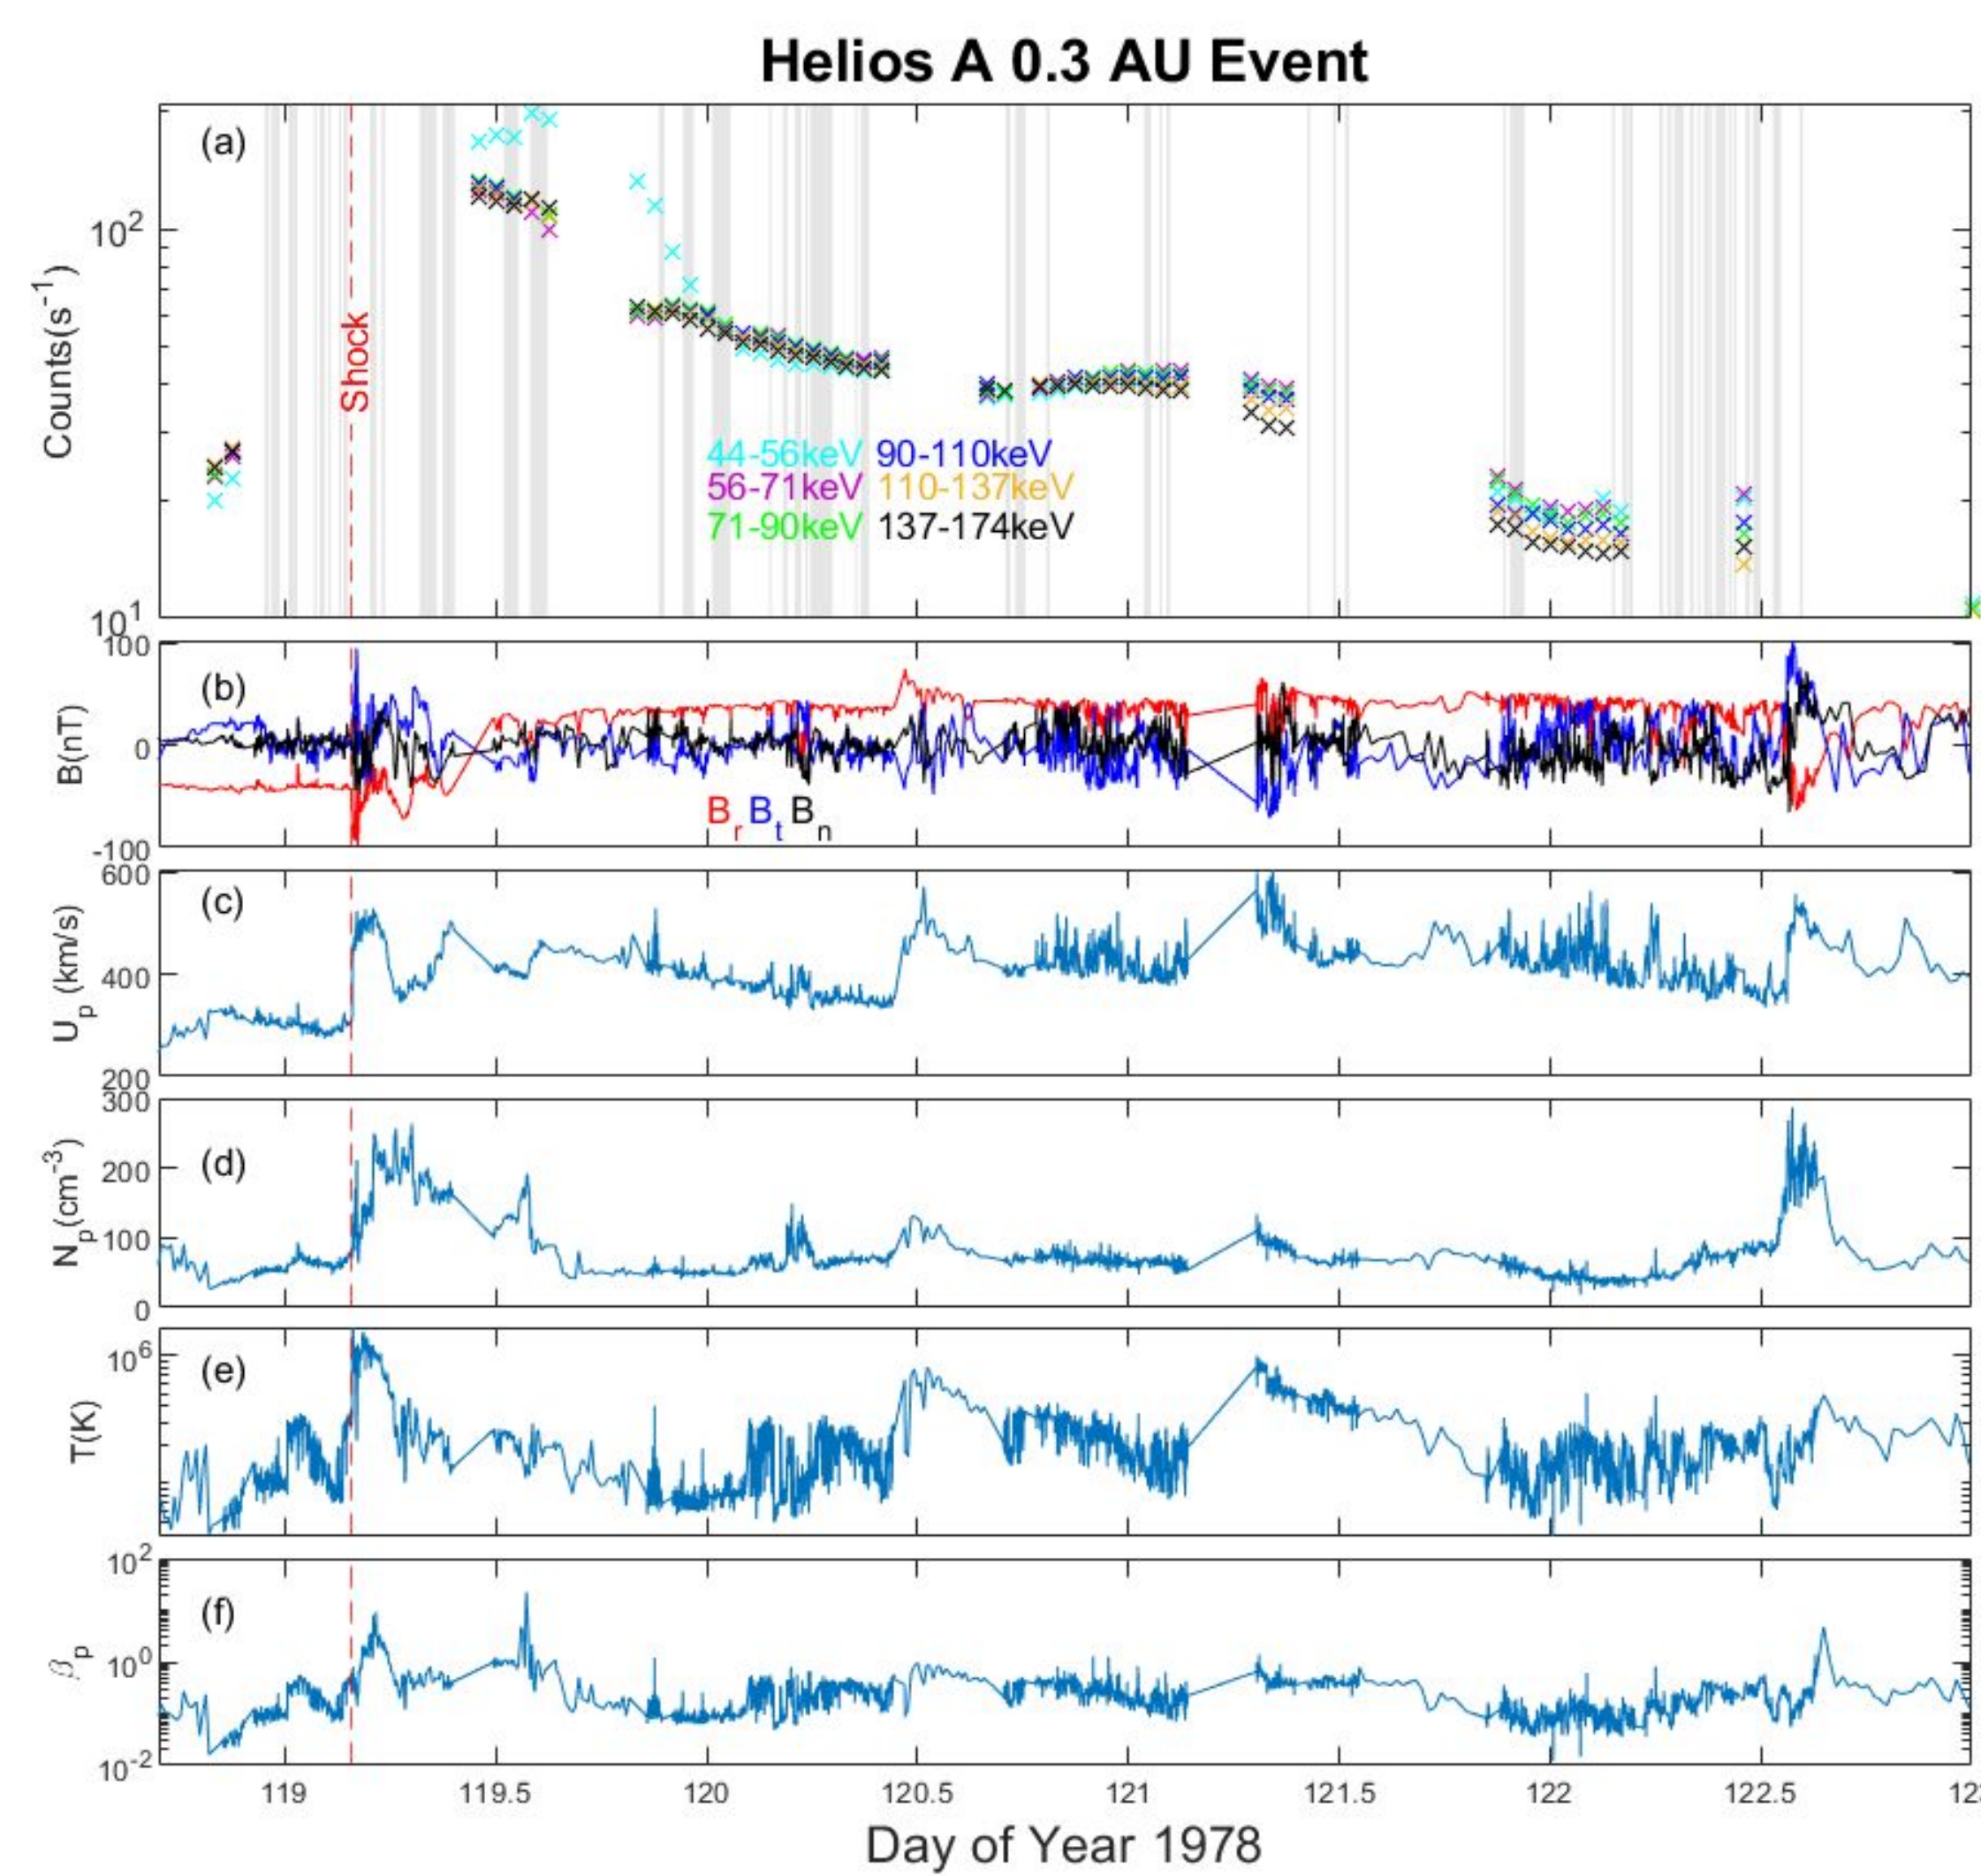 Helios A 0.3 AU Event
(a)
10²
10¹
Counts(s⁻¹)
Shock
44-56keV 90-110keV
56-71keV 110-137keV
71-90keV 137-174keV
(b)
100
0
-100
B(nT)
Bᵣ Bₜ Bₙ
(c)
600
400
200
Uₚ (km/s)
(d)
300
200
100
0
Nₚ(cm⁻³)
(e)
10⁶
T(K)
(f)
10²
10⁰
10⁻²
βₚ
119 119.5 120 120.5 121 121.5 122 122.5
Day of Year 1978